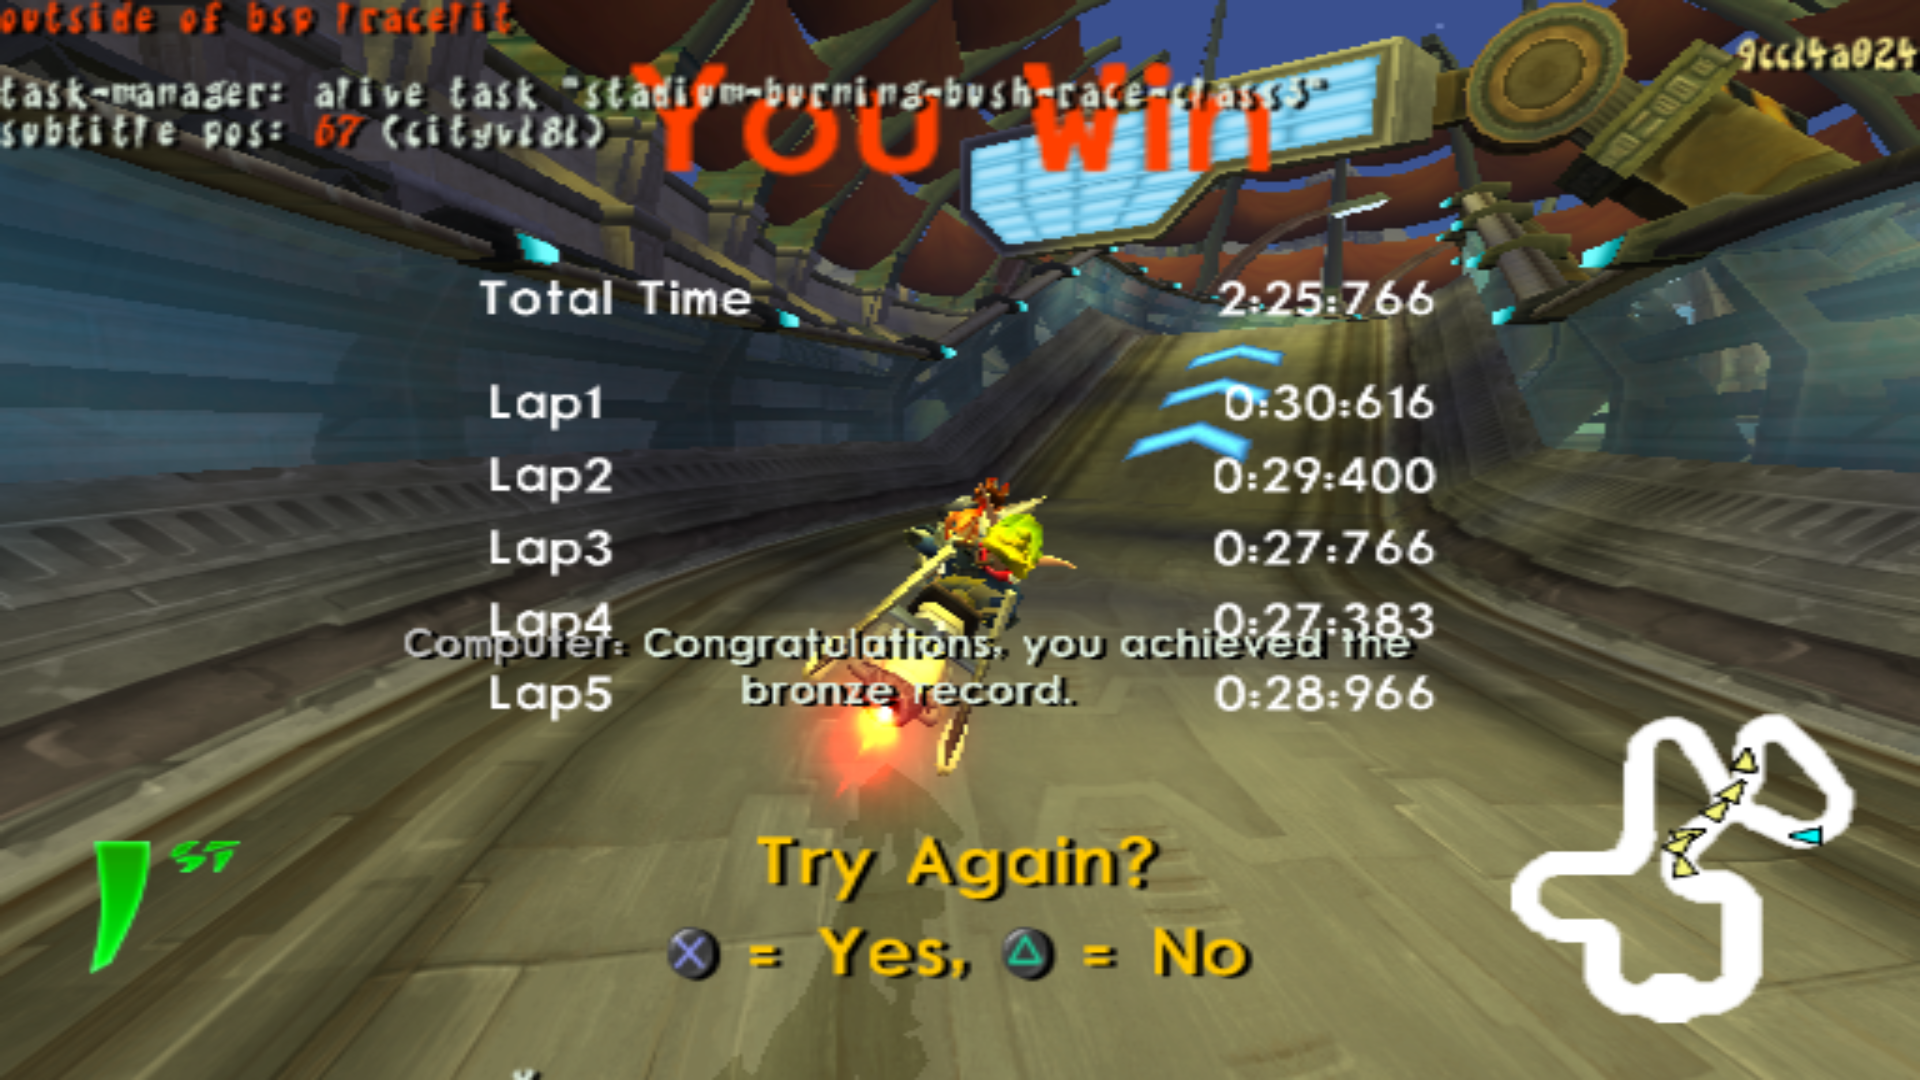 outside of bsp tracefit
9ccl4a024
task-manager: alive task "stadium-burning-bush-race-class3"
subtitle pos: 67 (cityvl81)
You Win
Total Time 2:25:766
Lap1 0:30:616
Lap2 0:29:400
Lap3 0:27:766
Lap4 0:27:383
Computer: Congratulations, you achieved the
bronze record.
Lap5 0:28:966
ST
Try Again?
= Yes, = No